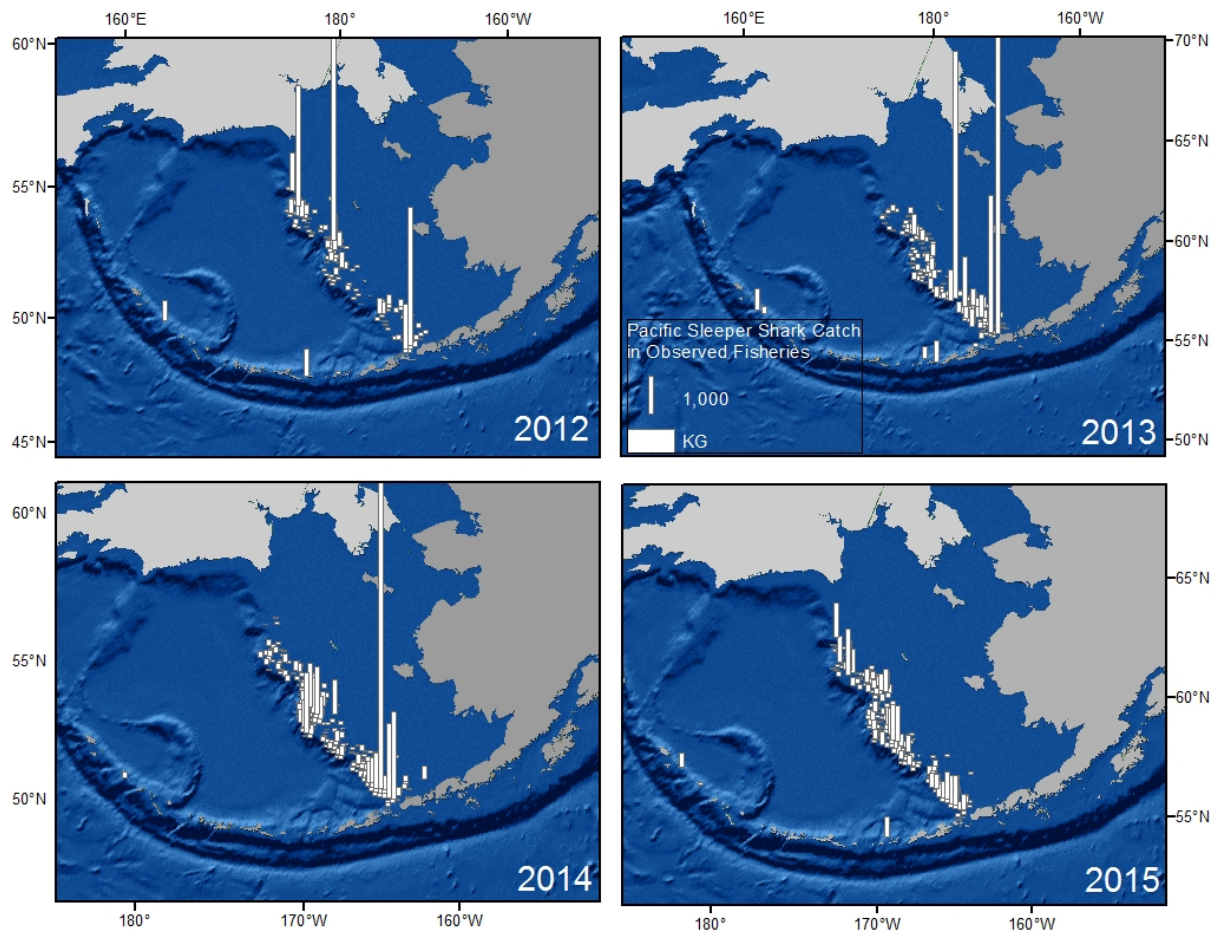 160°E 180° 160°W 160°E 180° 160°W
60°N
70°N
65°N
55°N
60°N
50°N
55°N
Pacific Sleeper Shark Catch
in Observed Fisheries
1,000
KG
45°N
50°N
2012
2013
60°N
65°N
55°N
60°N
50°N
55°N
2014
2015
180° 170°W 160°W 180° 170°W 160°W